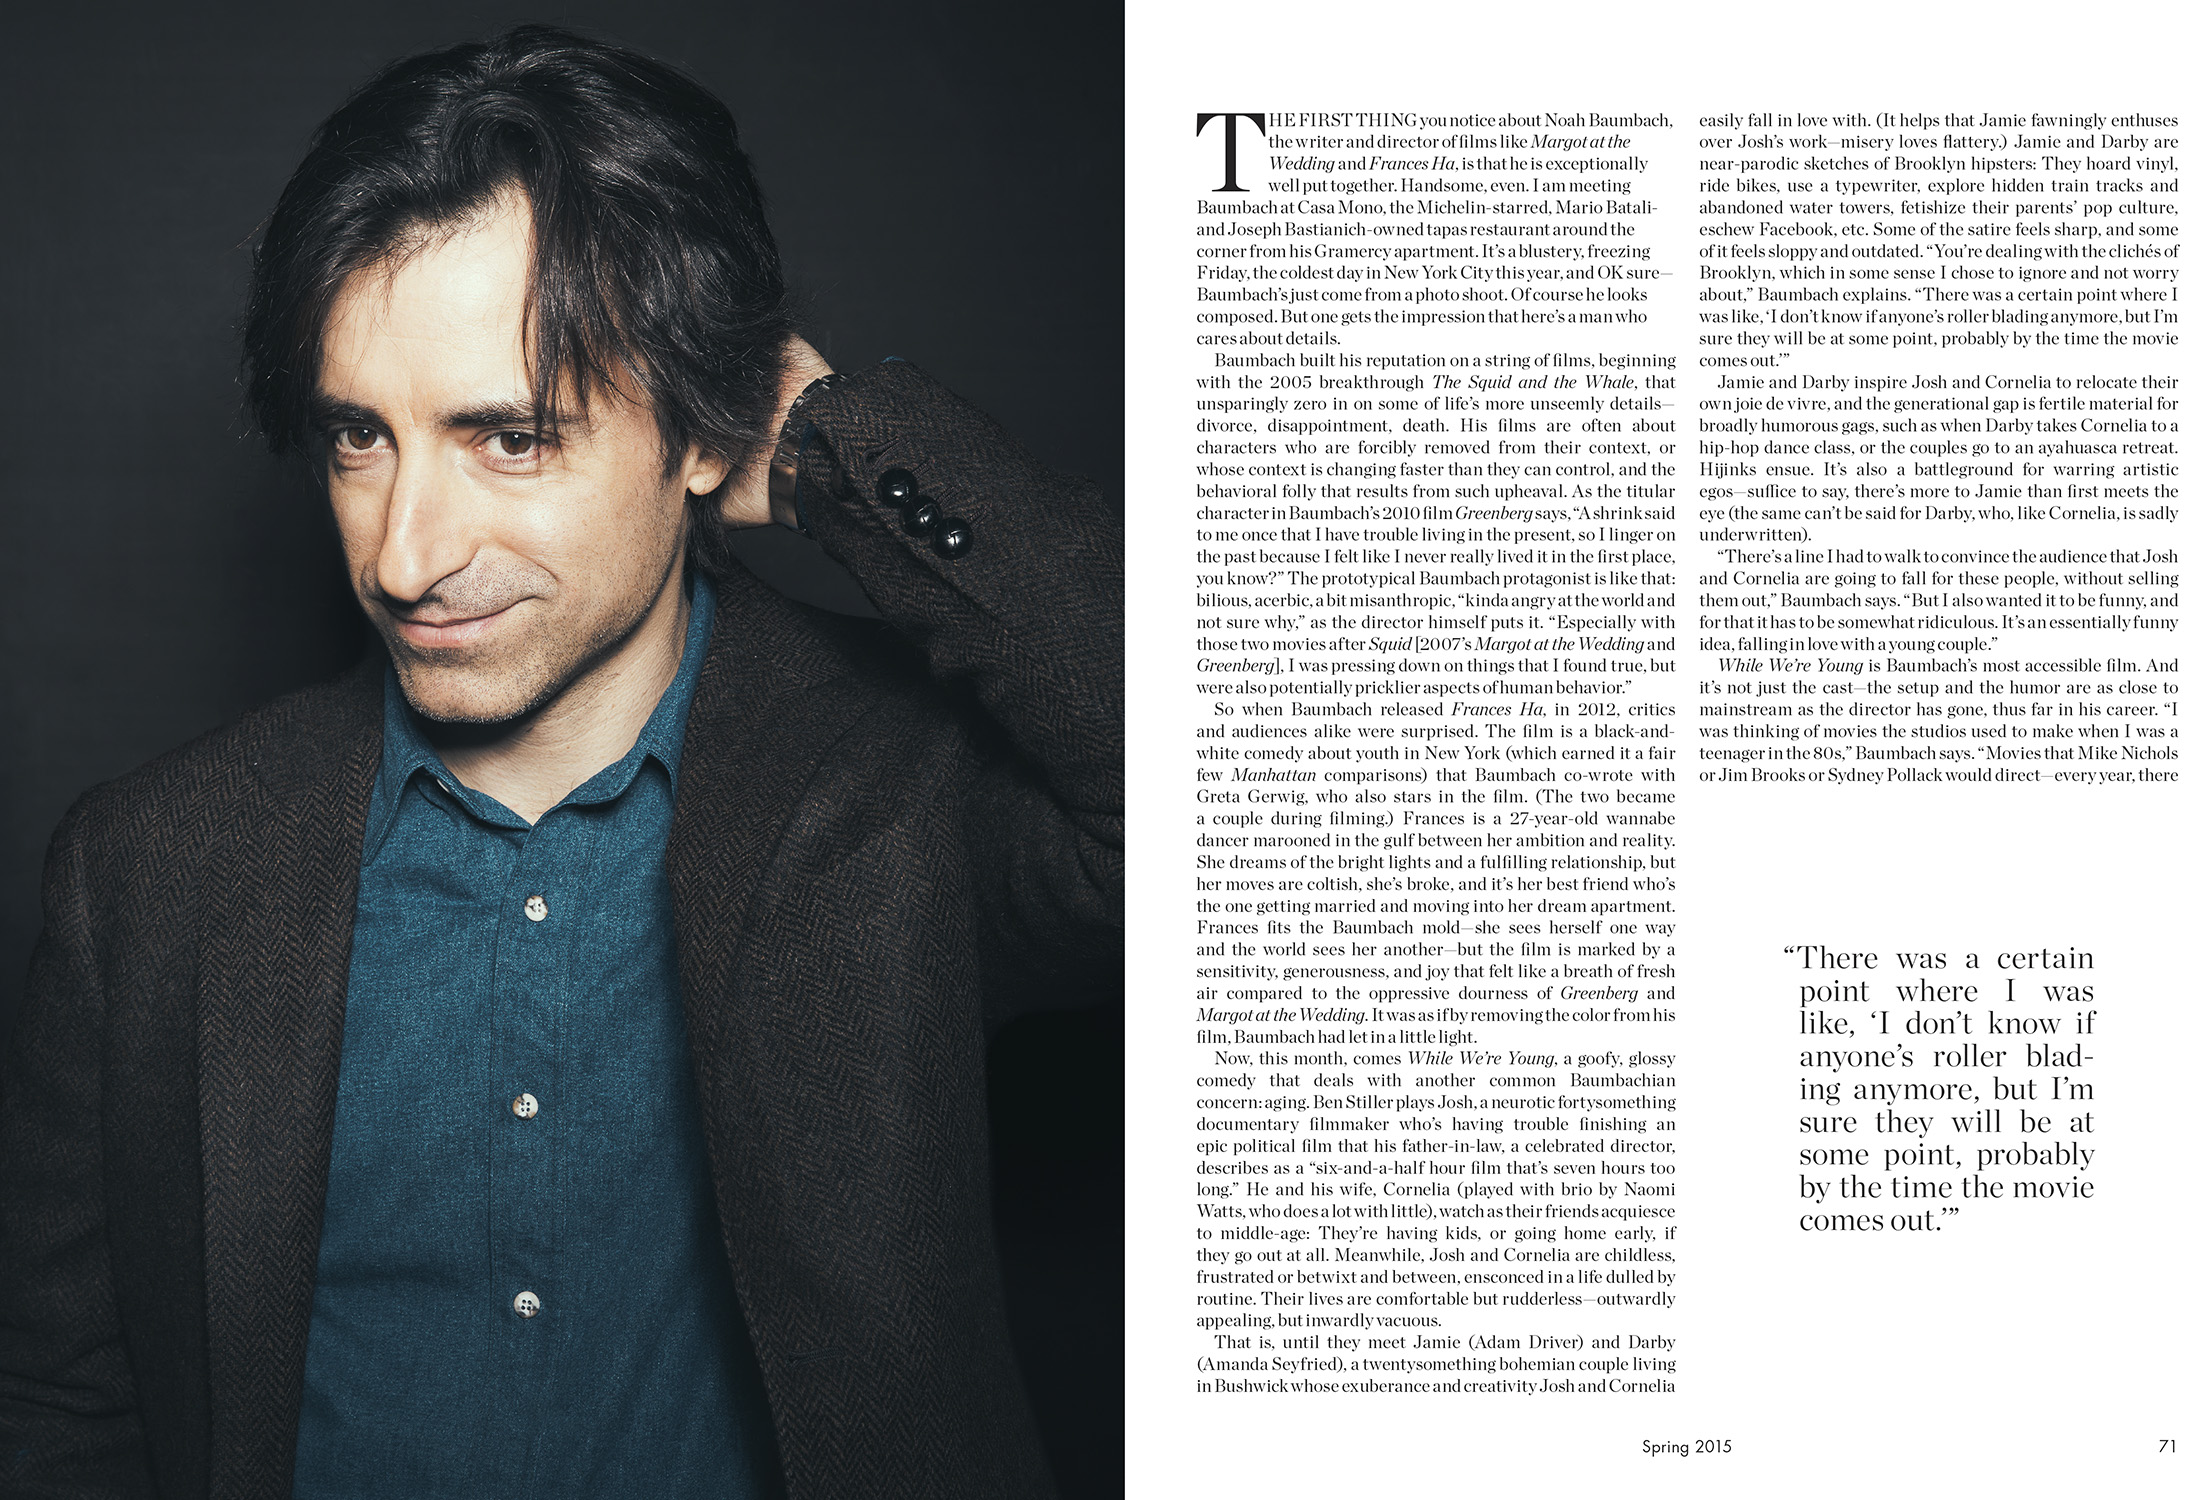 THE FIRST THING you notice about Noah Baumbach,
the writer and director of films like Margot at the
Wedding and Frances Ha, is that he is exceptionally
well put together. Handsome, even. I am meeting
Baumbach at Casa Mono, the Michelin-starred, Mario Batali-
and Joseph Bastianich-owned tapas restaurant around the
corner from his Gramercy apartment. It's a blustery, freezing
Friday, the coldest day in New York City this year, and OK sure—
Baumbach's just come from a photo shoot. Of course he looks
composed. But one gets the impression that here's a man who
cares about details.
Baumbach built his reputation on a string of films, beginning
with the 2005 breakthrough The Squid and the Whale, that
unsparingly zero in on some of life's more unseemly details—
divorce, disappointment, death. His films are often about
characters who are forcibly removed from their context, or
whose context is changing faster than they can control, and the
behavioral folly that results from such upheaval. As the titular
character in Baumbach's 2010 film Greenberg says, “A shrink said
to me once that I have trouble living in the present, so I linger on
the past because I felt like I never really lived it in the first place,
you know?” The prototypical Baumbach protagonist is like that:
bilious, acerbic, a bit misanthropic, “kinda angry at the world and
not sure why,” as the director himself puts it. “Especially with
those two movies after Squid [2007's Margot at the Wedding and
Greenberg], I was pressing down on things that I found true, but
were also potentially pricklier aspects of human behavior.”
So when Baumbach released Frances Ha, in 2012, critics
and audiences alike were surprised. The film is a black-and-
white comedy about youth in New York (which earned it a fair
few Manhattan comparisons) that Baumbach co-wrote with
Greta Gerwig, who also stars in the film. (The two became
a couple during filming.) Frances is a 27-year-old wannabe
dancer marooned in the gulf between her ambition and reality.
She dreams of the bright lights and a fulfilling relationship, but
her moves are coltish, she's broke, and it's her best friend who's
the one getting married and moving into her dream apartment.
Frances fits the Baumbach mold—she sees herself one way
and the world sees her another—but the film is marked by a
sensitivity, generousness, and joy that felt like a breath of fresh
air compared to the oppressive dourness of Greenberg and
Margot at the Wedding. It was as if by removing the color from his
film, Baumbach had let in a little light.
Now, this month, comes While We're Young, a goofy, glossy
comedy that deals with another common Baumbachian
concern: aging. Ben Stiller plays Josh, a neurotic fortysomething
documentary filmmaker who's having trouble finishing an
epic political film that his father-in-law, a celebrated director,
describes as a “six-and-a-half hour film that's seven hours too
long.” He and his wife, Cornelia (played with brio by Naomi
Watts, who does a lot with little), watch as their friends acquiesce
to middle-age: They're having kids, or going home early, if
they go out at all. Meanwhile, Josh and Cornelia are childless,
frustrated or betwixt and between, ensconced in a life dulled by
routine. Their lives are comfortable but rudderless—outwardly
appealing, but inwardly vacuous.
That is, until they meet Jamie (Adam Driver) and Darby
(Amanda Seyfried), a twentysomething bohemian couple living
in Bushwick whose exuberance and creativity Josh and Cornelia
easily fall in love with. (It helps that Jamie fawningly enthuses
over Josh's work—misery loves flattery.) Jamie and Darby are
near-parodic sketches of Brooklyn hipsters: They hoard vinyl,
ride bikes, use a typewriter, explore hidden train tracks and
abandoned water towers, fetishize their parents' pop culture,
eschew Facebook, etc. Some of the satire feels sharp, and some
of it feels sloppy and outdated. “You're dealing with the clichés of
Brooklyn, which in some sense I chose to ignore and not worry
about,” Baumbach explains. “There was a certain point where I
was like, ‘I don't know if anyone's roller blading anymore, but I'm
sure they will be at some point, probably by the time the movie
comes out.’”
Jamie and Darby inspire Josh and Cornelia to relocate their
own joie de vivre, and the generational gap is fertile material for
broadly humorous gags, such as when Darby takes Cornelia to a
hip-hop dance class, or the couples go to an ayahuasca retreat.
Hijinks ensue. It's also a battleground for warring artistic
egos—suffice to say, there's more to Jamie than first meets the
eye (the same can't be said for Darby, who, like Cornelia, is sadly
underwritten).
“There's a line I had to walk to convince the audience that Josh
and Cornelia are going to fall for these people, without selling
them out,” Baumbach says. “But I also wanted it to be funny, and
for that it has to be somewhat ridiculous. It's an essentially funny
idea, falling in love with a young couple.”
While We're Young is Baumbach's most accessible film. And
it's not just the cast—the setup and the humor are as close to
mainstream as the director has gone, thus far in his career. “I
was thinking of movies the studios used to make when I was a
teenager in the 80s,” Baumbach says. “Movies that Mike Nichols
or Jim Brooks or Sydney Pollack would direct—every year, there
“There was a certain
point where I was
like, ‘I don't know if
anyone's roller blad-
ing anymore, but I'm
sure they will be at
some point, probably
by the time the movie
comes out.’”
Spring 2015
71